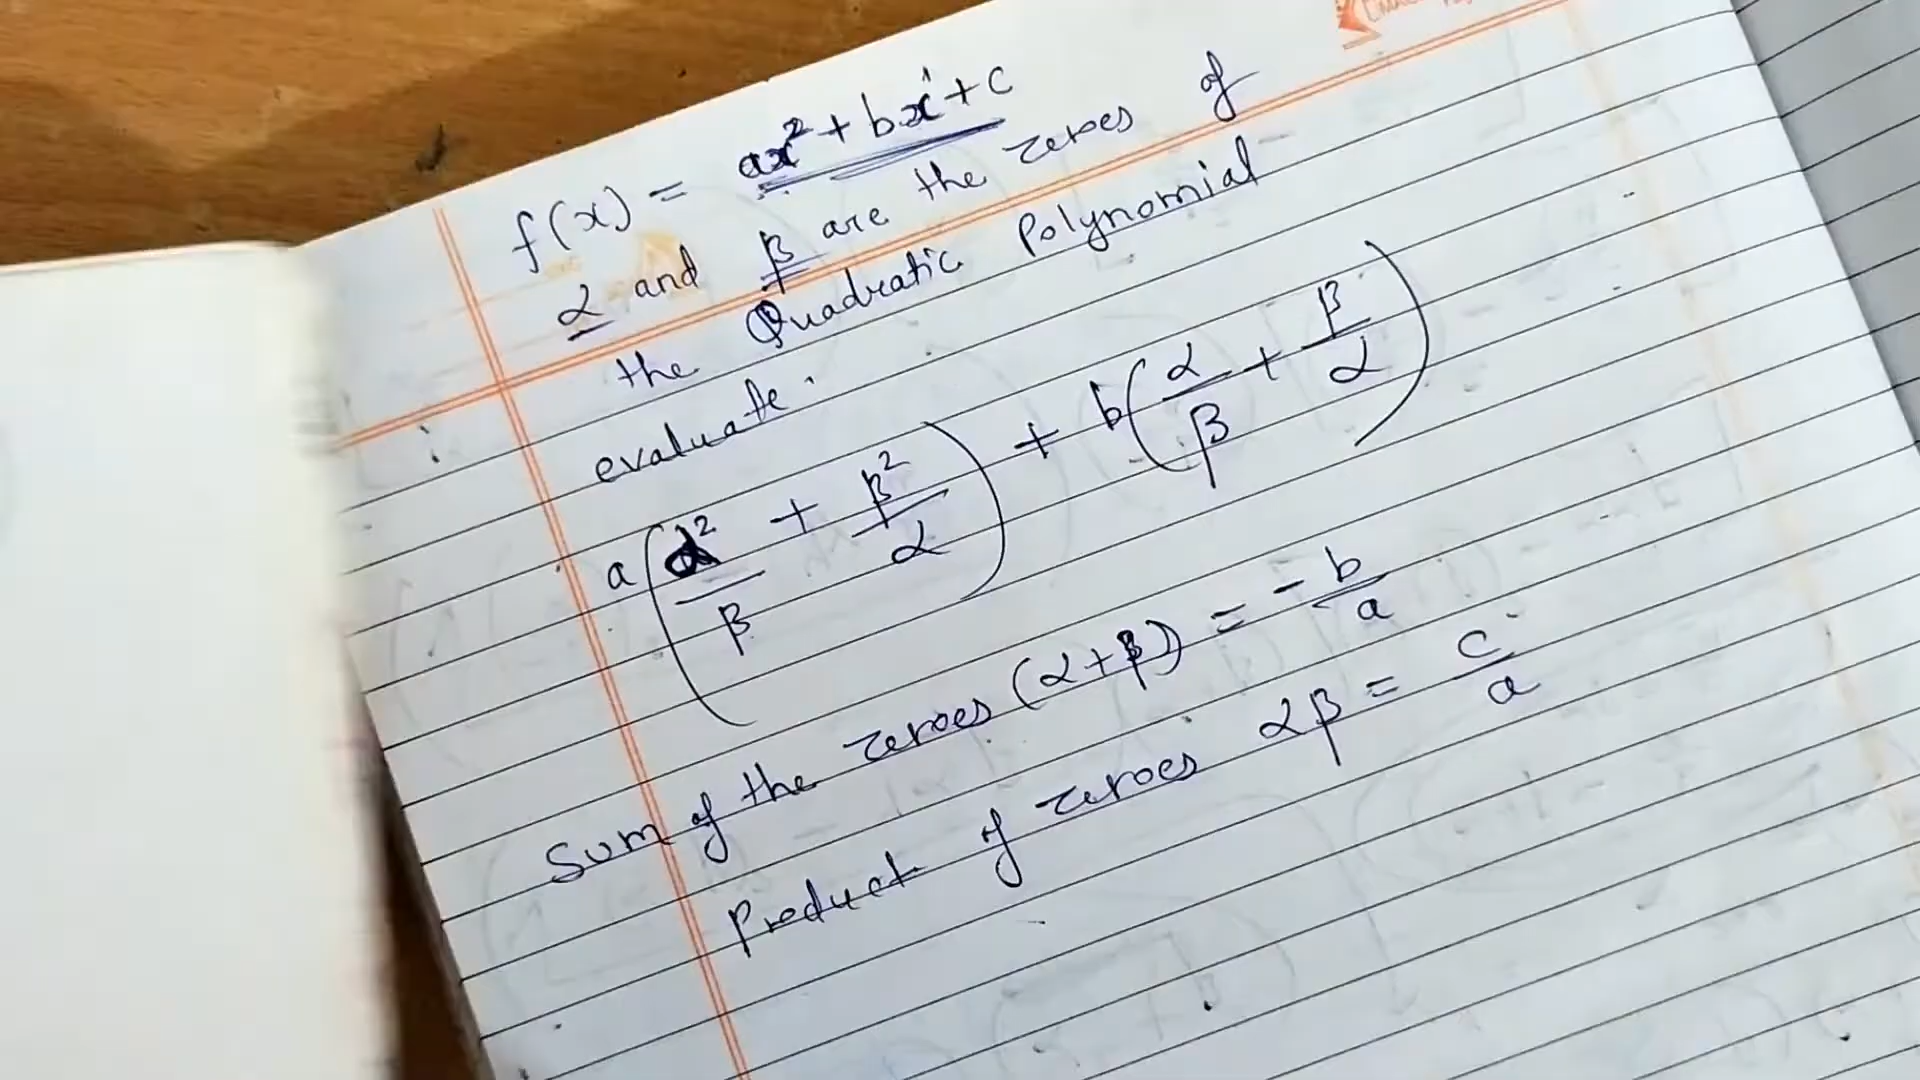 f(x) = ax² + bx¹ + c
α and β are the zeroes of
the Quadratic Polynomial
evaluate.
a(α²/β + β²/α) + b(α/β + β/α)
Sum of the zeroes (α+β) = -b/a
Product of zeroes αβ = c/a